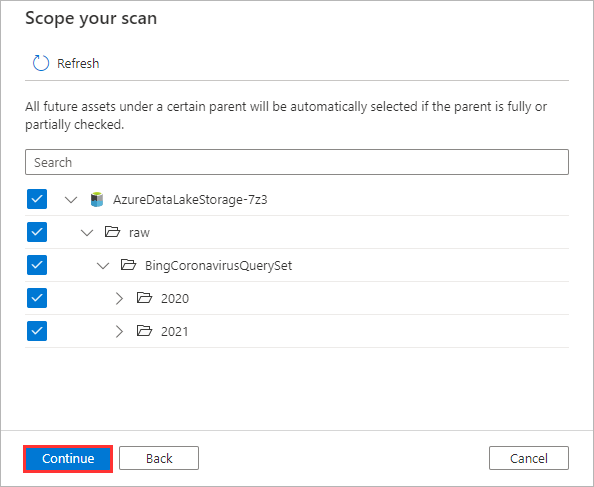 Scope your scan
Refresh
All future assets under a certain parent will be automatically selected if the parent is fully or
partially checked.
Search
AzureDataLakeStorage-7z3
raw
BingCoronavirusQuerySet
2020
2021
Continue
Back
Cancel